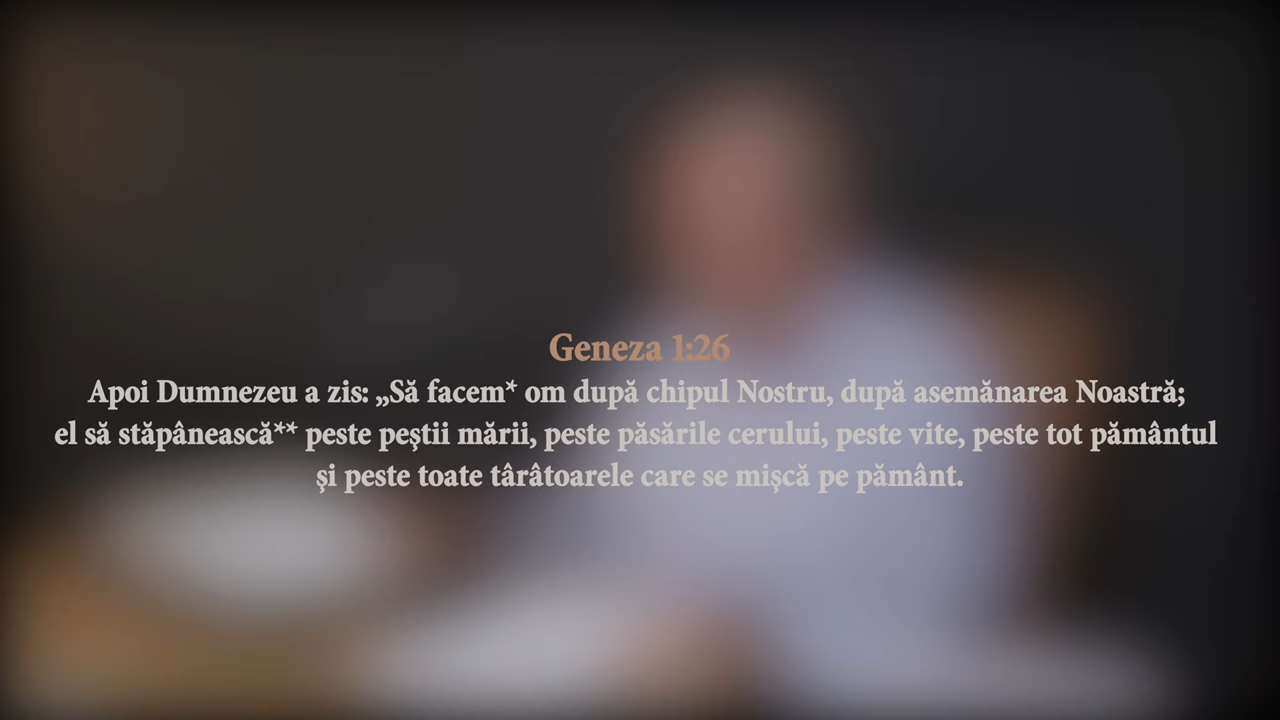 Geneza 1:26
Apoi Dumnezeu a zis: „Să facem* om după chipul Nostru, după asemănarea Noastră;
el să stăpânească** peste peştii mării, peste păsările cerului, peste vite, peste tot pământul
şi peste toate târâtoarele care se mişcă pe pământ.